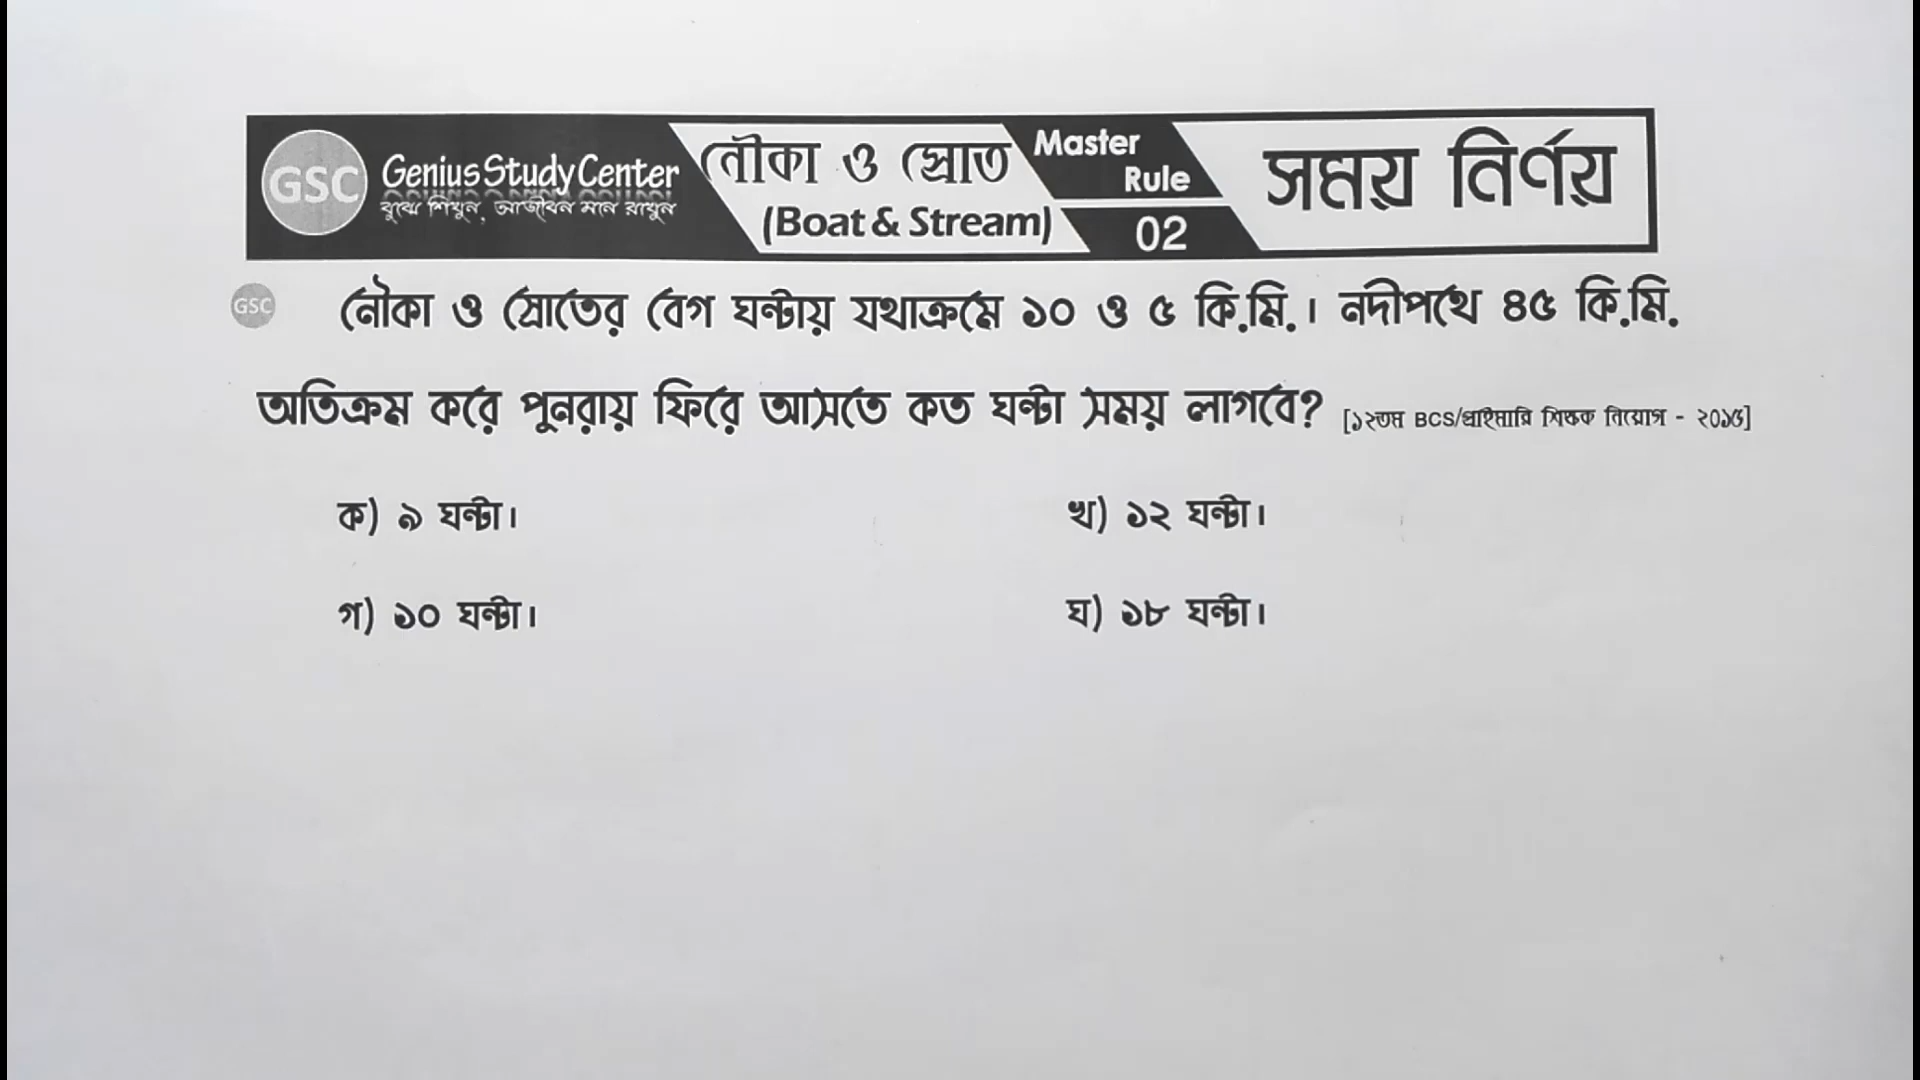 GSC
Genius Study Center
বুঝে শিখুন, আজীবন মনে রাখুন
নৌকা ও স্রোত
(Boat & Stream)
Master
Rule
02
সময় নির্ণয়
GSC
নৌকা ও স্রোতের বেগ ঘন্টায় যথাক্রমে ১০ ও ৫ কি.মি.। নদীপথে ৪৫ কি.মি.
অতিক্রম করে পুনরায় ফিরে আসতে কত ঘন্টা সময় লাগবে? [১২তম BCS/প্রাইমারি শিক্ষক নিয়োগ - ২০১৫]
ক) ৯ ঘন্টা। খ) ১২ ঘন্টা।
গ) ১০ ঘন্টা। ঘ) ১৮ ঘন্টা।